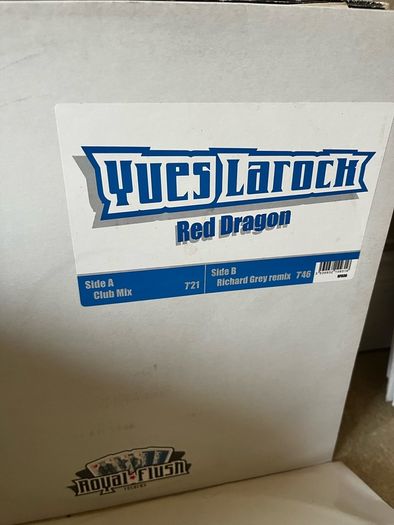 Yves Larock
Red Dragon
Side A
Club Mix
7'21
Side B
Richard Grey remix 7'46
Royal Flush